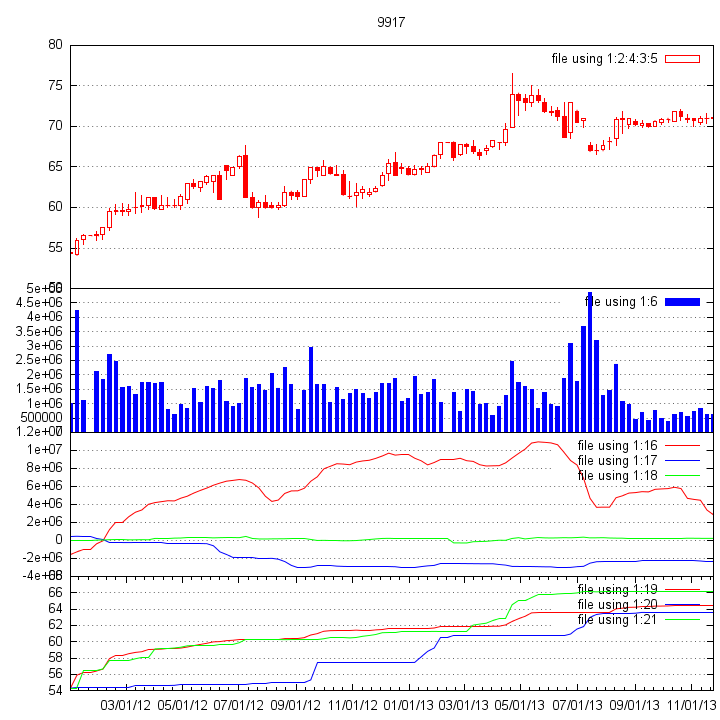 9917
80
file using 1:2:4:3:5
75
70
65
60
55
5e+06
file using 1:6
4.5e+06
4e+06
3.5e+06
3e+06
2.5e+06
2e+06
1.5e+06
1e+06
500000
0
1.2e+07
file using 1:16
1e+07
file using 1:17
8e+06
file using 1:18
6e+06
4e+06
2e+06
0
-2e+06
-4e+06
66
file using 1:19
64
file using 1:20
62
file using 1:21
60
58
56
54
03/01/12 05/01/12 07/01/12 09/01/12 11/01/12 01/01/13 03/01/13 05/01/13 07/01/13 09/01/13 11/01/13